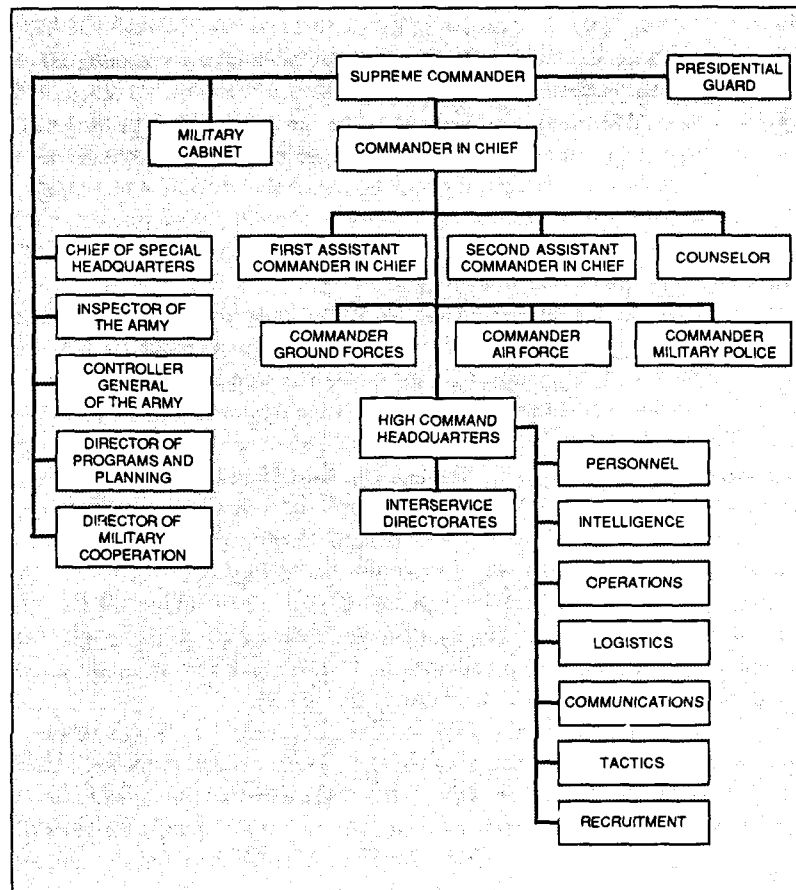 SUPREME COMMANDER
PRESIDENTIAL
GUARD
MILITARY
CABINET
COMMANDER IN CHIEF
CHIEF OF SPECIAL
HEADQUARTERS
FIRST ASSISTANT
COMMANDER IN CHIEF
SECOND ASSISTANT
COMMANDER IN CHIEF
COUNSELOR
INSPECTOR OF
THE ARMY
COMMANDER
GROUND FORCES
COMMANDER
AIR FORCE
COMMANDER
MILITARY POLICE
CONTROLLER
GENERAL
OF THE ARMY
HIGH COMMAND
HEADQUARTERS
DIRECTOR OF
PROGRAMS AND
PLANNING
PERSONNEL
INTERSERVICE
DIRECTORATES
DIRECTOR OF
MILITARY
COOPERATION
INTELLIGENCE
OPERATIONS
LOGISTICS
COMMUNICATIONS
TACTICS
RECRUITMENT